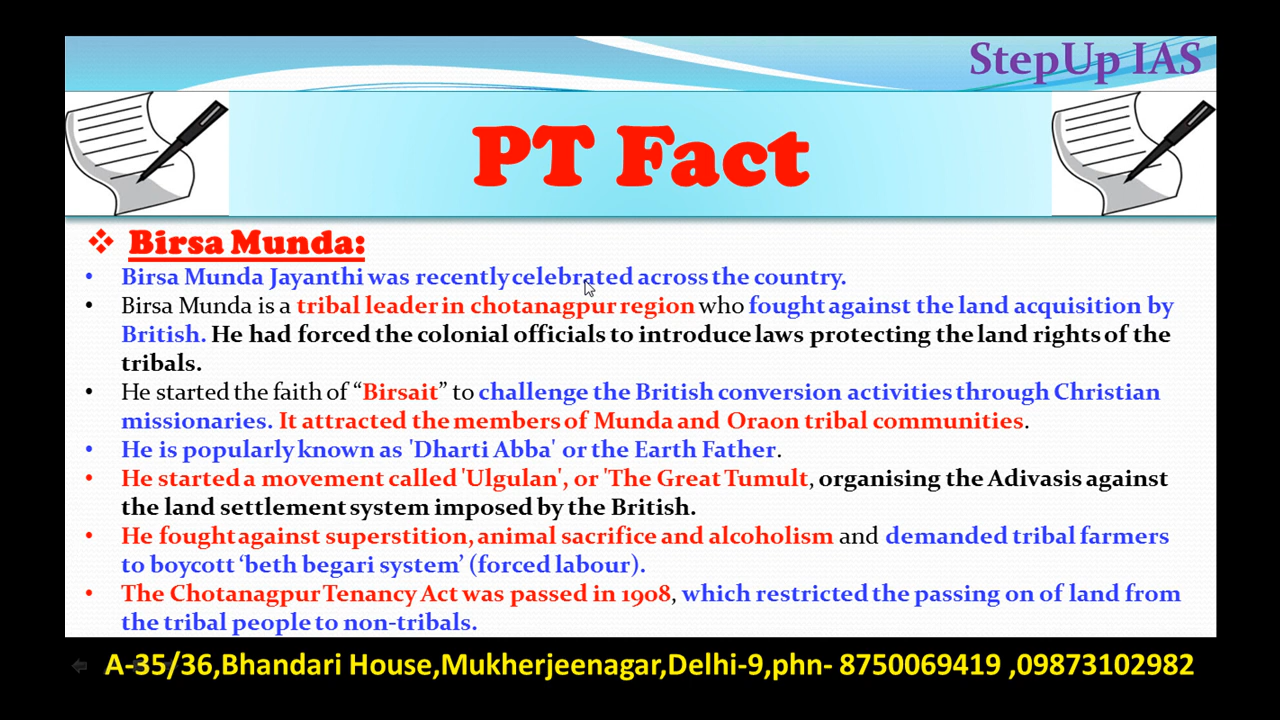 StepUp IAS
PT Fact
❖ Birsa Munda:
• Birsa Munda Jayanthi was recently celebrated across the country.
• Birsa Munda is a tribal leader in chotanagpur region who fought against the land acquisition by
British. He had forced the colonial officials to introduce laws protecting the land rights of the
tribals.
• He started the faith of “Birsait” to challenge the British conversion activities through Christian
missionaries. It attracted the members of Munda and Oraon tribal communities.
• He is popularly known as 'Dharti Abba' or the Earth Father.
• He started a movement called 'Ulgulan', or 'The Great Tumult, organising the Adivasis against
the land settlement system imposed by the British.
• He fought against superstition, animal sacrifice and alcoholism and demanded tribal farmers
to boycott ‘beth begari system’ (forced labour).
• The Chotanagpur Tenancy Act was passed in 1908, which restricted the passing on of land from
the tribal people to non-tribals.
A-35/36,Bhandari House,Mukherjeenagar,Delhi-9,phn- 8750069419 ,09873102982